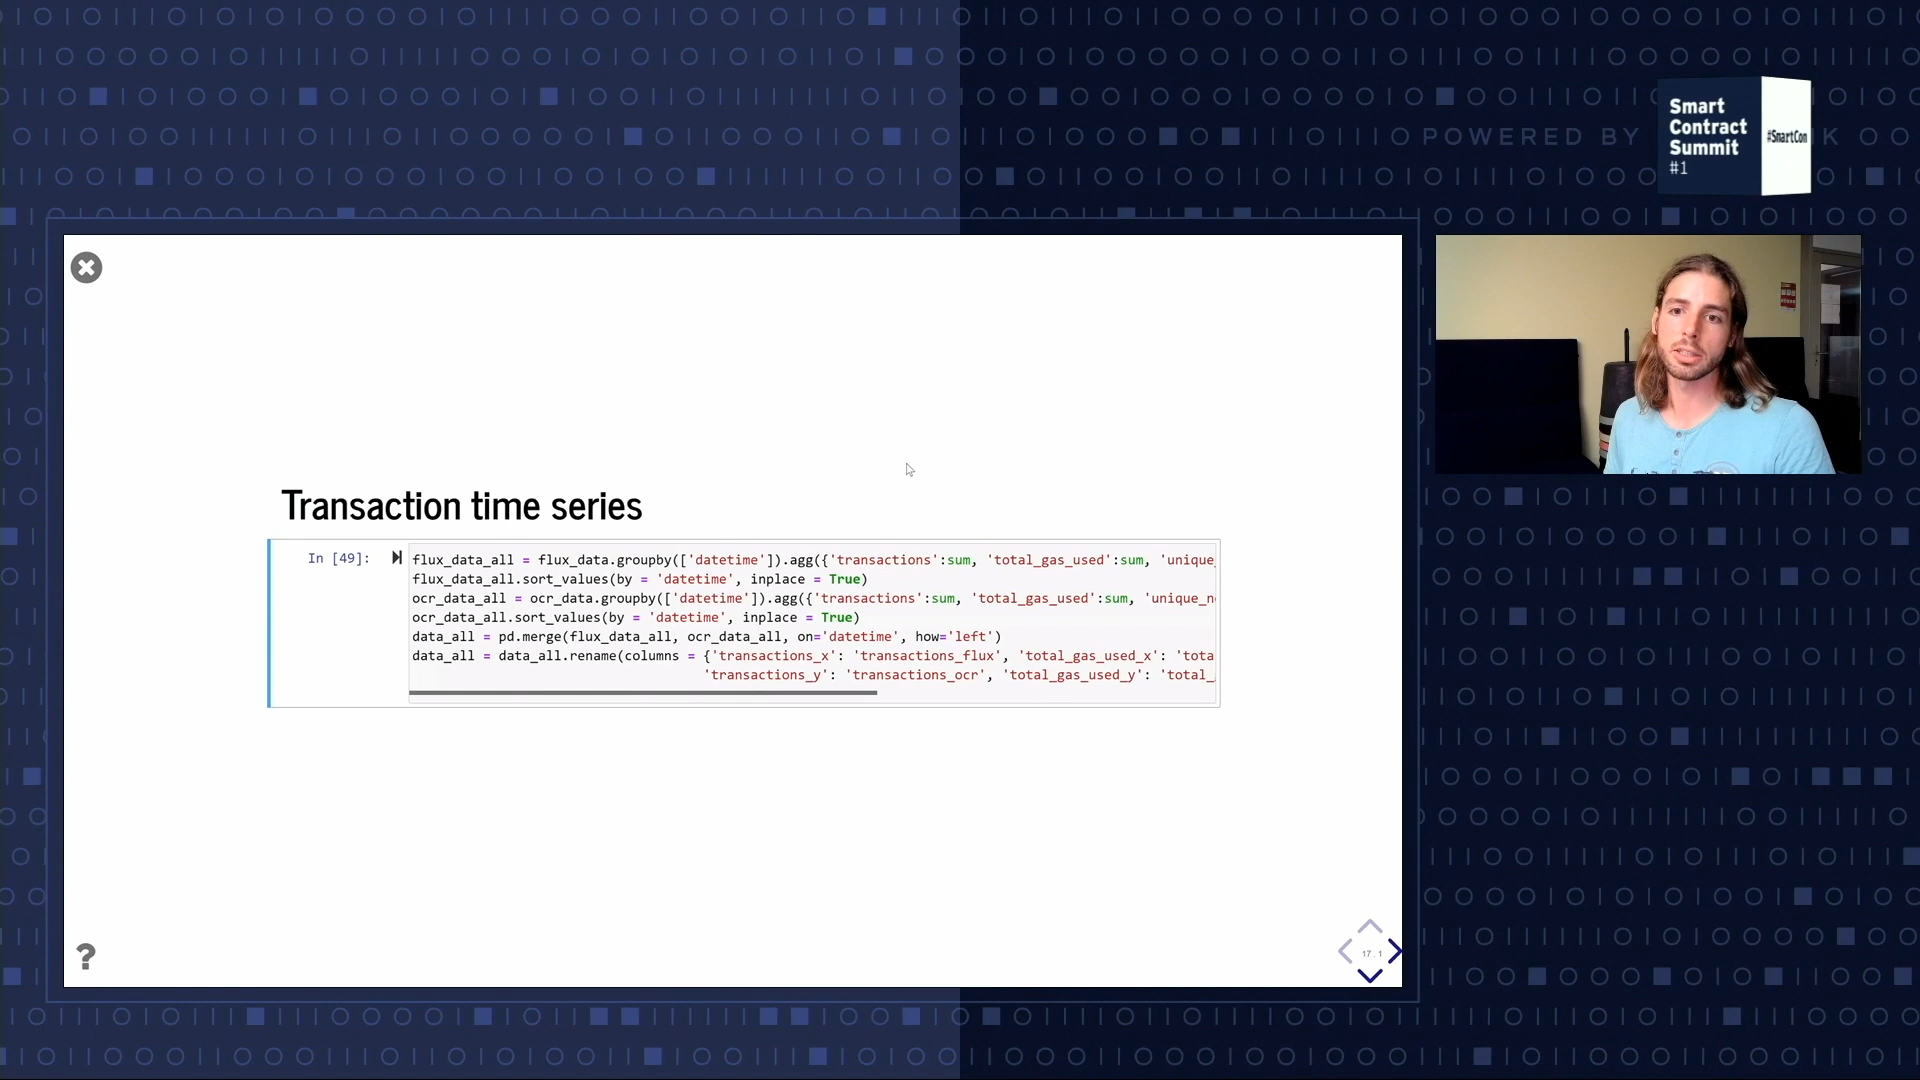 POWERED BY
Smart
Contract
Summit
#1
#SmartCon
Transaction time series
In [49]:
flux_data_all = flux_data.groupby(['datetime']).agg({'transactions':sum, 'total_gas_used':sum, 'unique_
flux_data_all.sort_values(by = 'datetime', inplace = True)
ocr_data_all = ocr_data.groupby(['datetime']).agg({'transactions':sum, 'total_gas_used':sum, 'unique_n
ocr_data_all.sort_values(by = 'datetime', inplace = True)
data_all = pd.merge(flux_data_all, ocr_data_all, on='datetime', how='left')
data_all = data_all.rename(columns = {'transactions_x': 'transactions_flux', 'total_gas_used_x': 'tota
'transactions_y': 'transactions_ocr', 'total_gas_used_y': 'total_
?
17.1